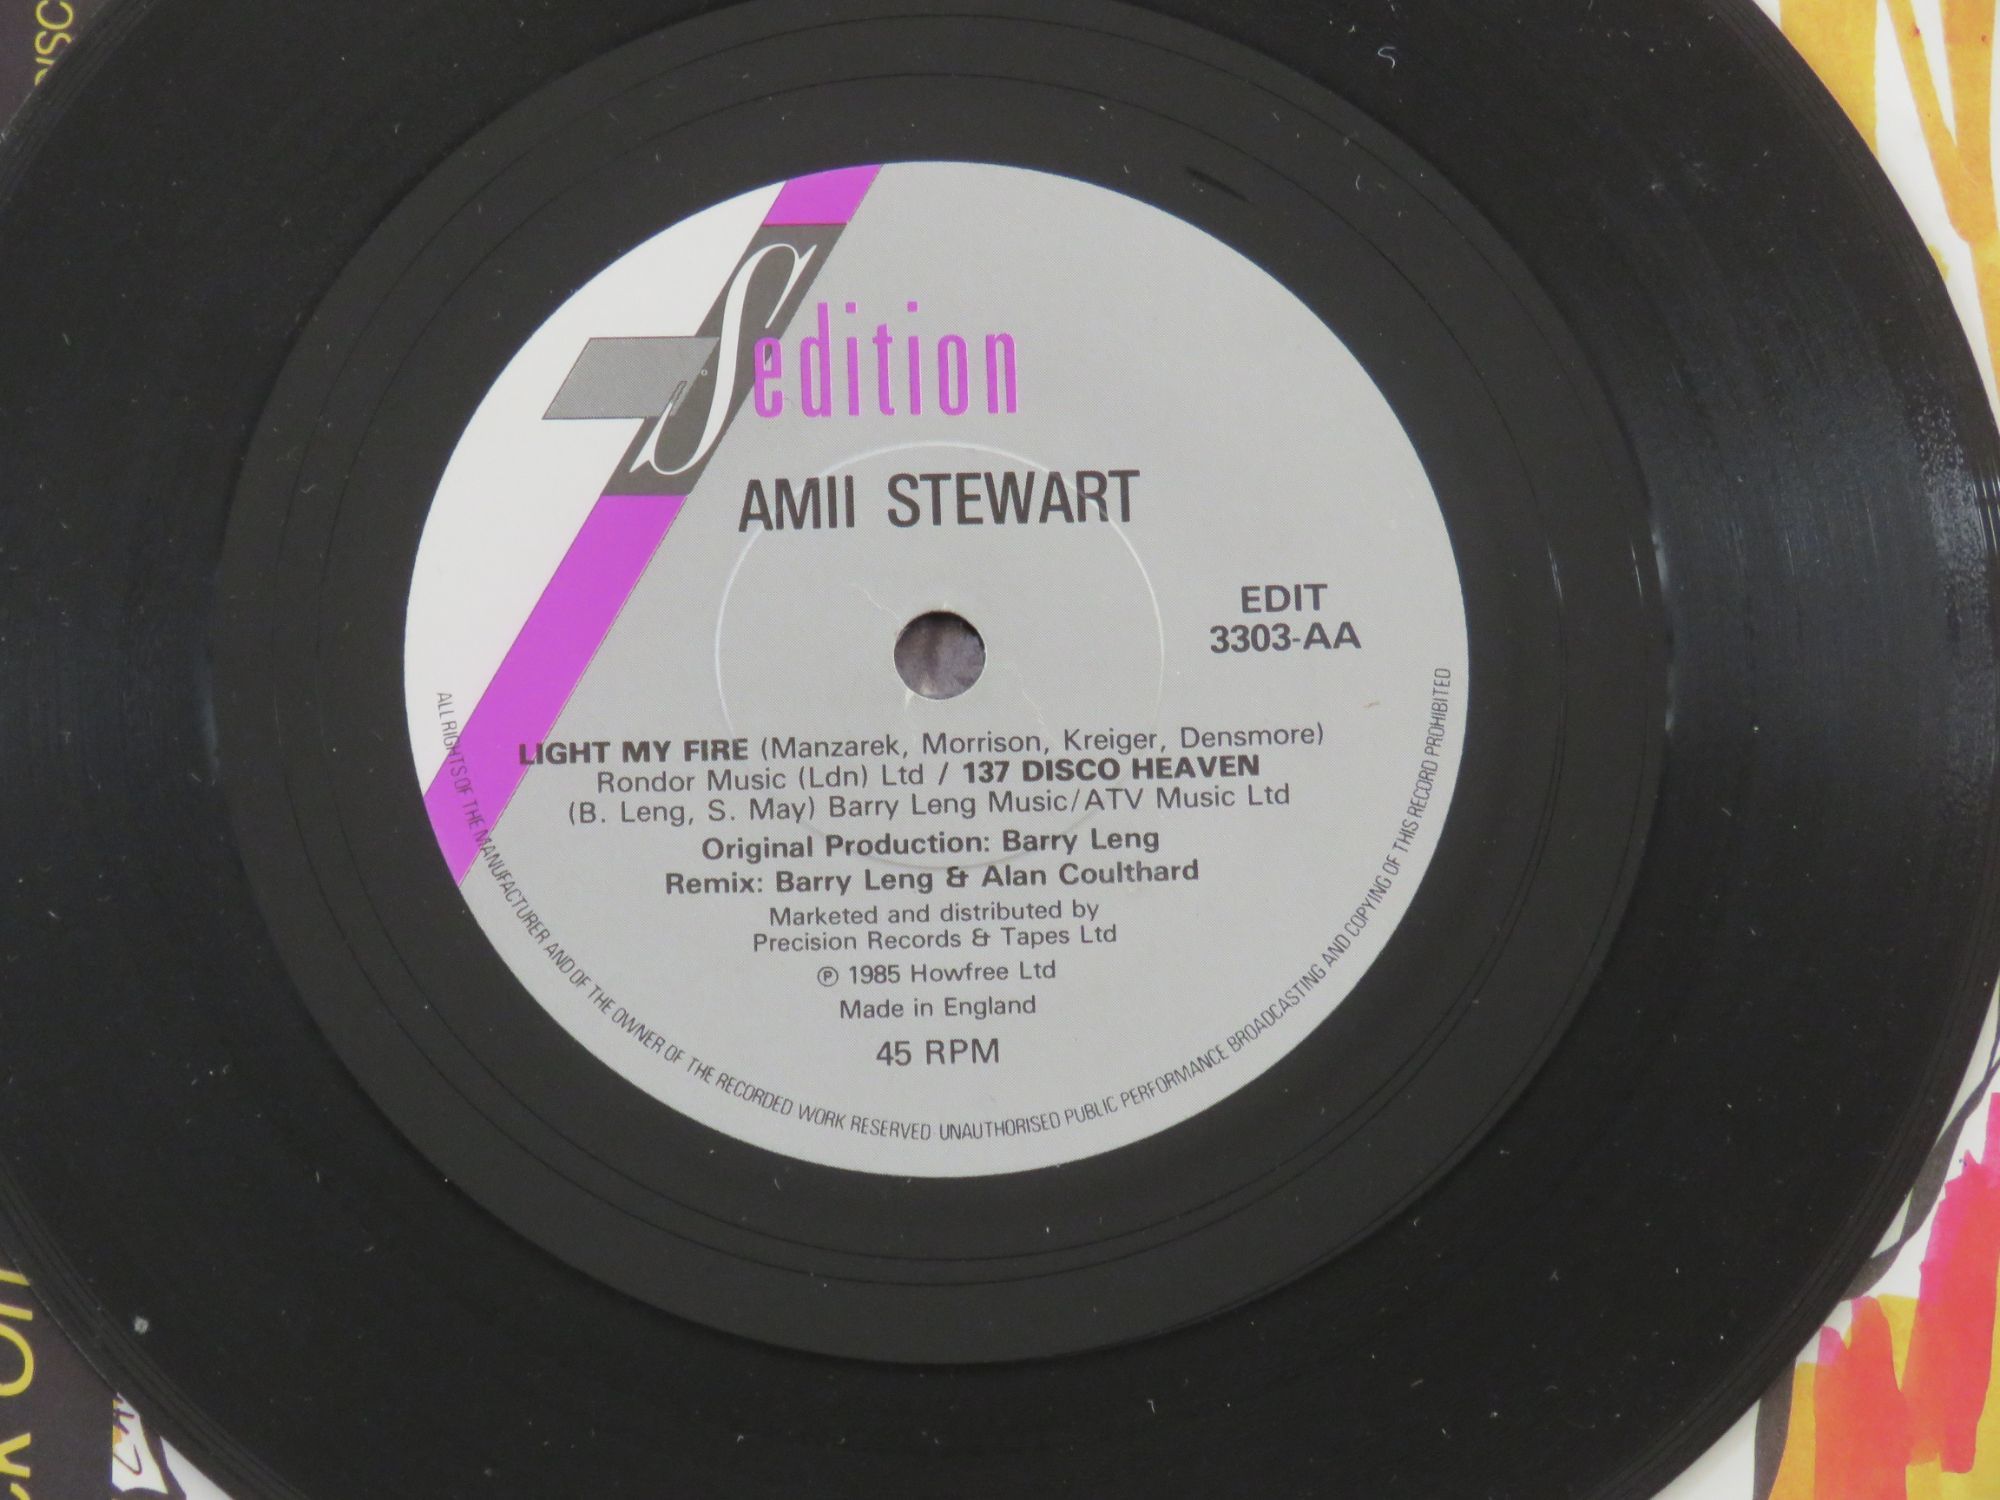 DISC
Sedition
AMII STEWART
EDIT
3303-AA
LIGHT MY FIRE (Manzarek, Morrison, Kreiger, Densmore)
Rondor Music (Ldn) Ltd / 137 DISCO HEAVEN
(B. Leng, S. May) Barry Leng Music/ATV Music Ltd
Original Production: Barry Leng
Remix: Barry Leng & Alan Coulthard
Marketed and distributed by
Precision Records & Tapes Ltd
℗ 1985 Howfree Ltd
Made in England
45 RPM
ALL RIGHTS OF THE MANUFACTURER AND OF THE OWNER OF THE RECORDED WORK RESERVED · UNAUTHORISED PUBLIC PERFORMANCE BROADCASTING AND COPYING OF THIS RECORD PROHIBITED